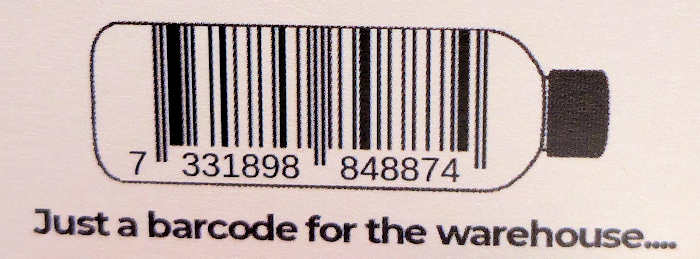 7 331898 848874
Just a barcode for the warehouse....